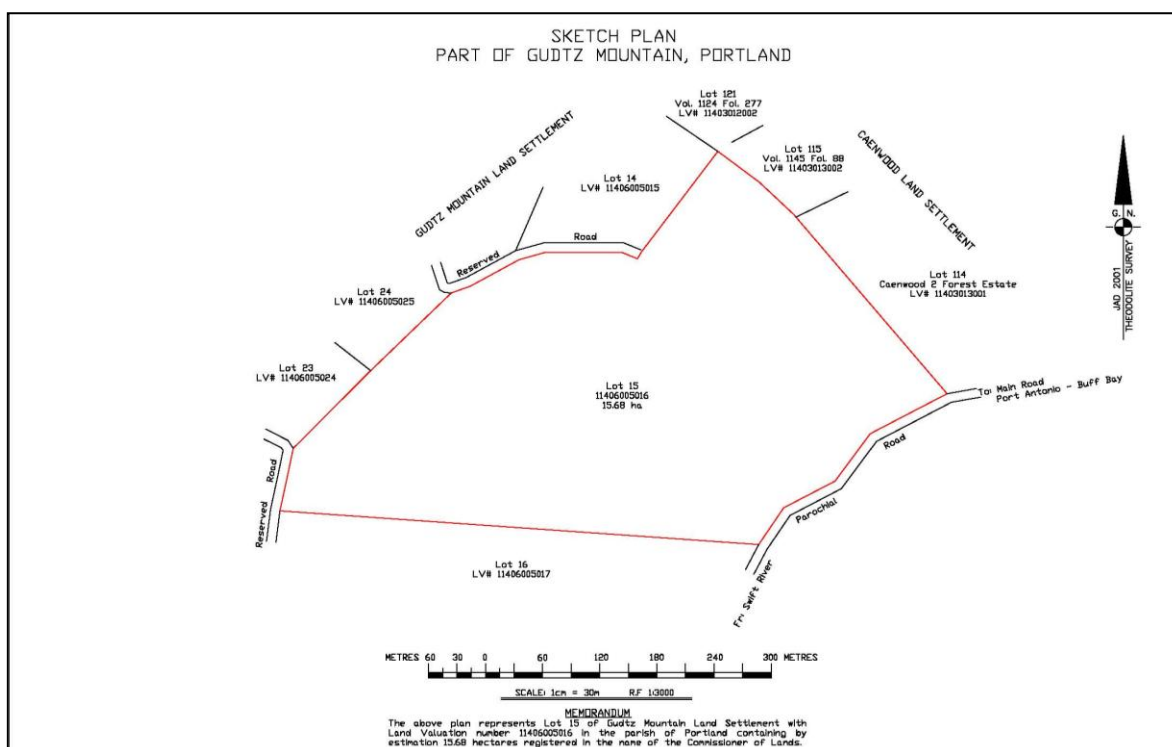 SKETCH PLAN
PART OF GUDTZ MOUNTAIN, PORTLAND
Lot 121
Vol. 1124 Fol. 277
LV# 11403012002
GUDTZ MOUNTAIN LAND SETTLEMENT
Lot 115
Vol. 1145 Fol. 88
LV# 11403013002
CAENWOOD LAND SETTLEMENT
Lot 14
LV# 11406005015
G. N.
JAD 2001
THEODOLITE SURVEY
Reserved Road
Lot 114
Caenwood 2 Forest Estate
LV# 11403013001
Lot 24
LV# 11406005025
Lot 23
LV# 11406005024
Lot 15
11406005016
15.68 ha
To: Main Road
Port Antonio - Buff Bay
Parochial Road
Reserved Road
Lot 16
LV# 11406005017
Fr: Swift River
METRES 60 30 0 60 120 180 240 300 METRES
SCALE: 1cm = 30m R.F 1:3000
MEMORANDUM
The above plan represents Lot 15 of Gudtz Mountain Land Settlement with
Land Valuation number 11406005016 in the parish of Portland containing by
estimation 15.68 hectares registered in the name of the Commissioner of Lands.